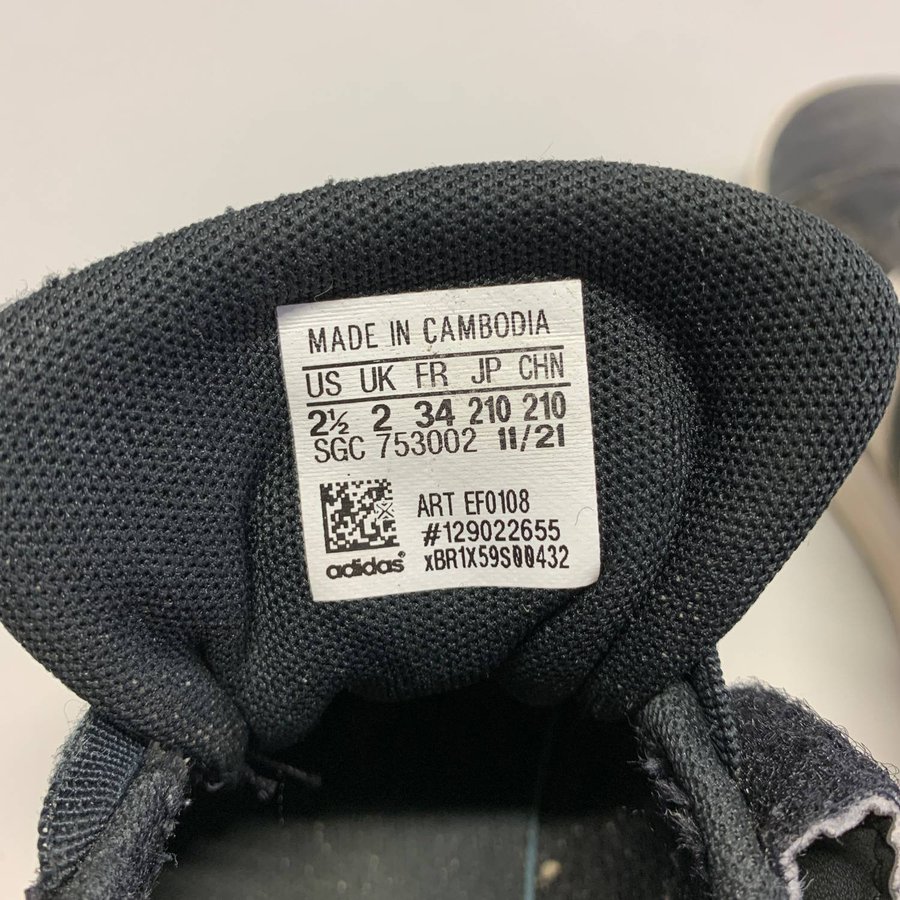 MADE IN CAMBODIA
US UK FR JP CHN
2½ 2 34 210 210
SGC 753002 11/21
ART EF0108
#129022655
adidas® xBR1X59S00432